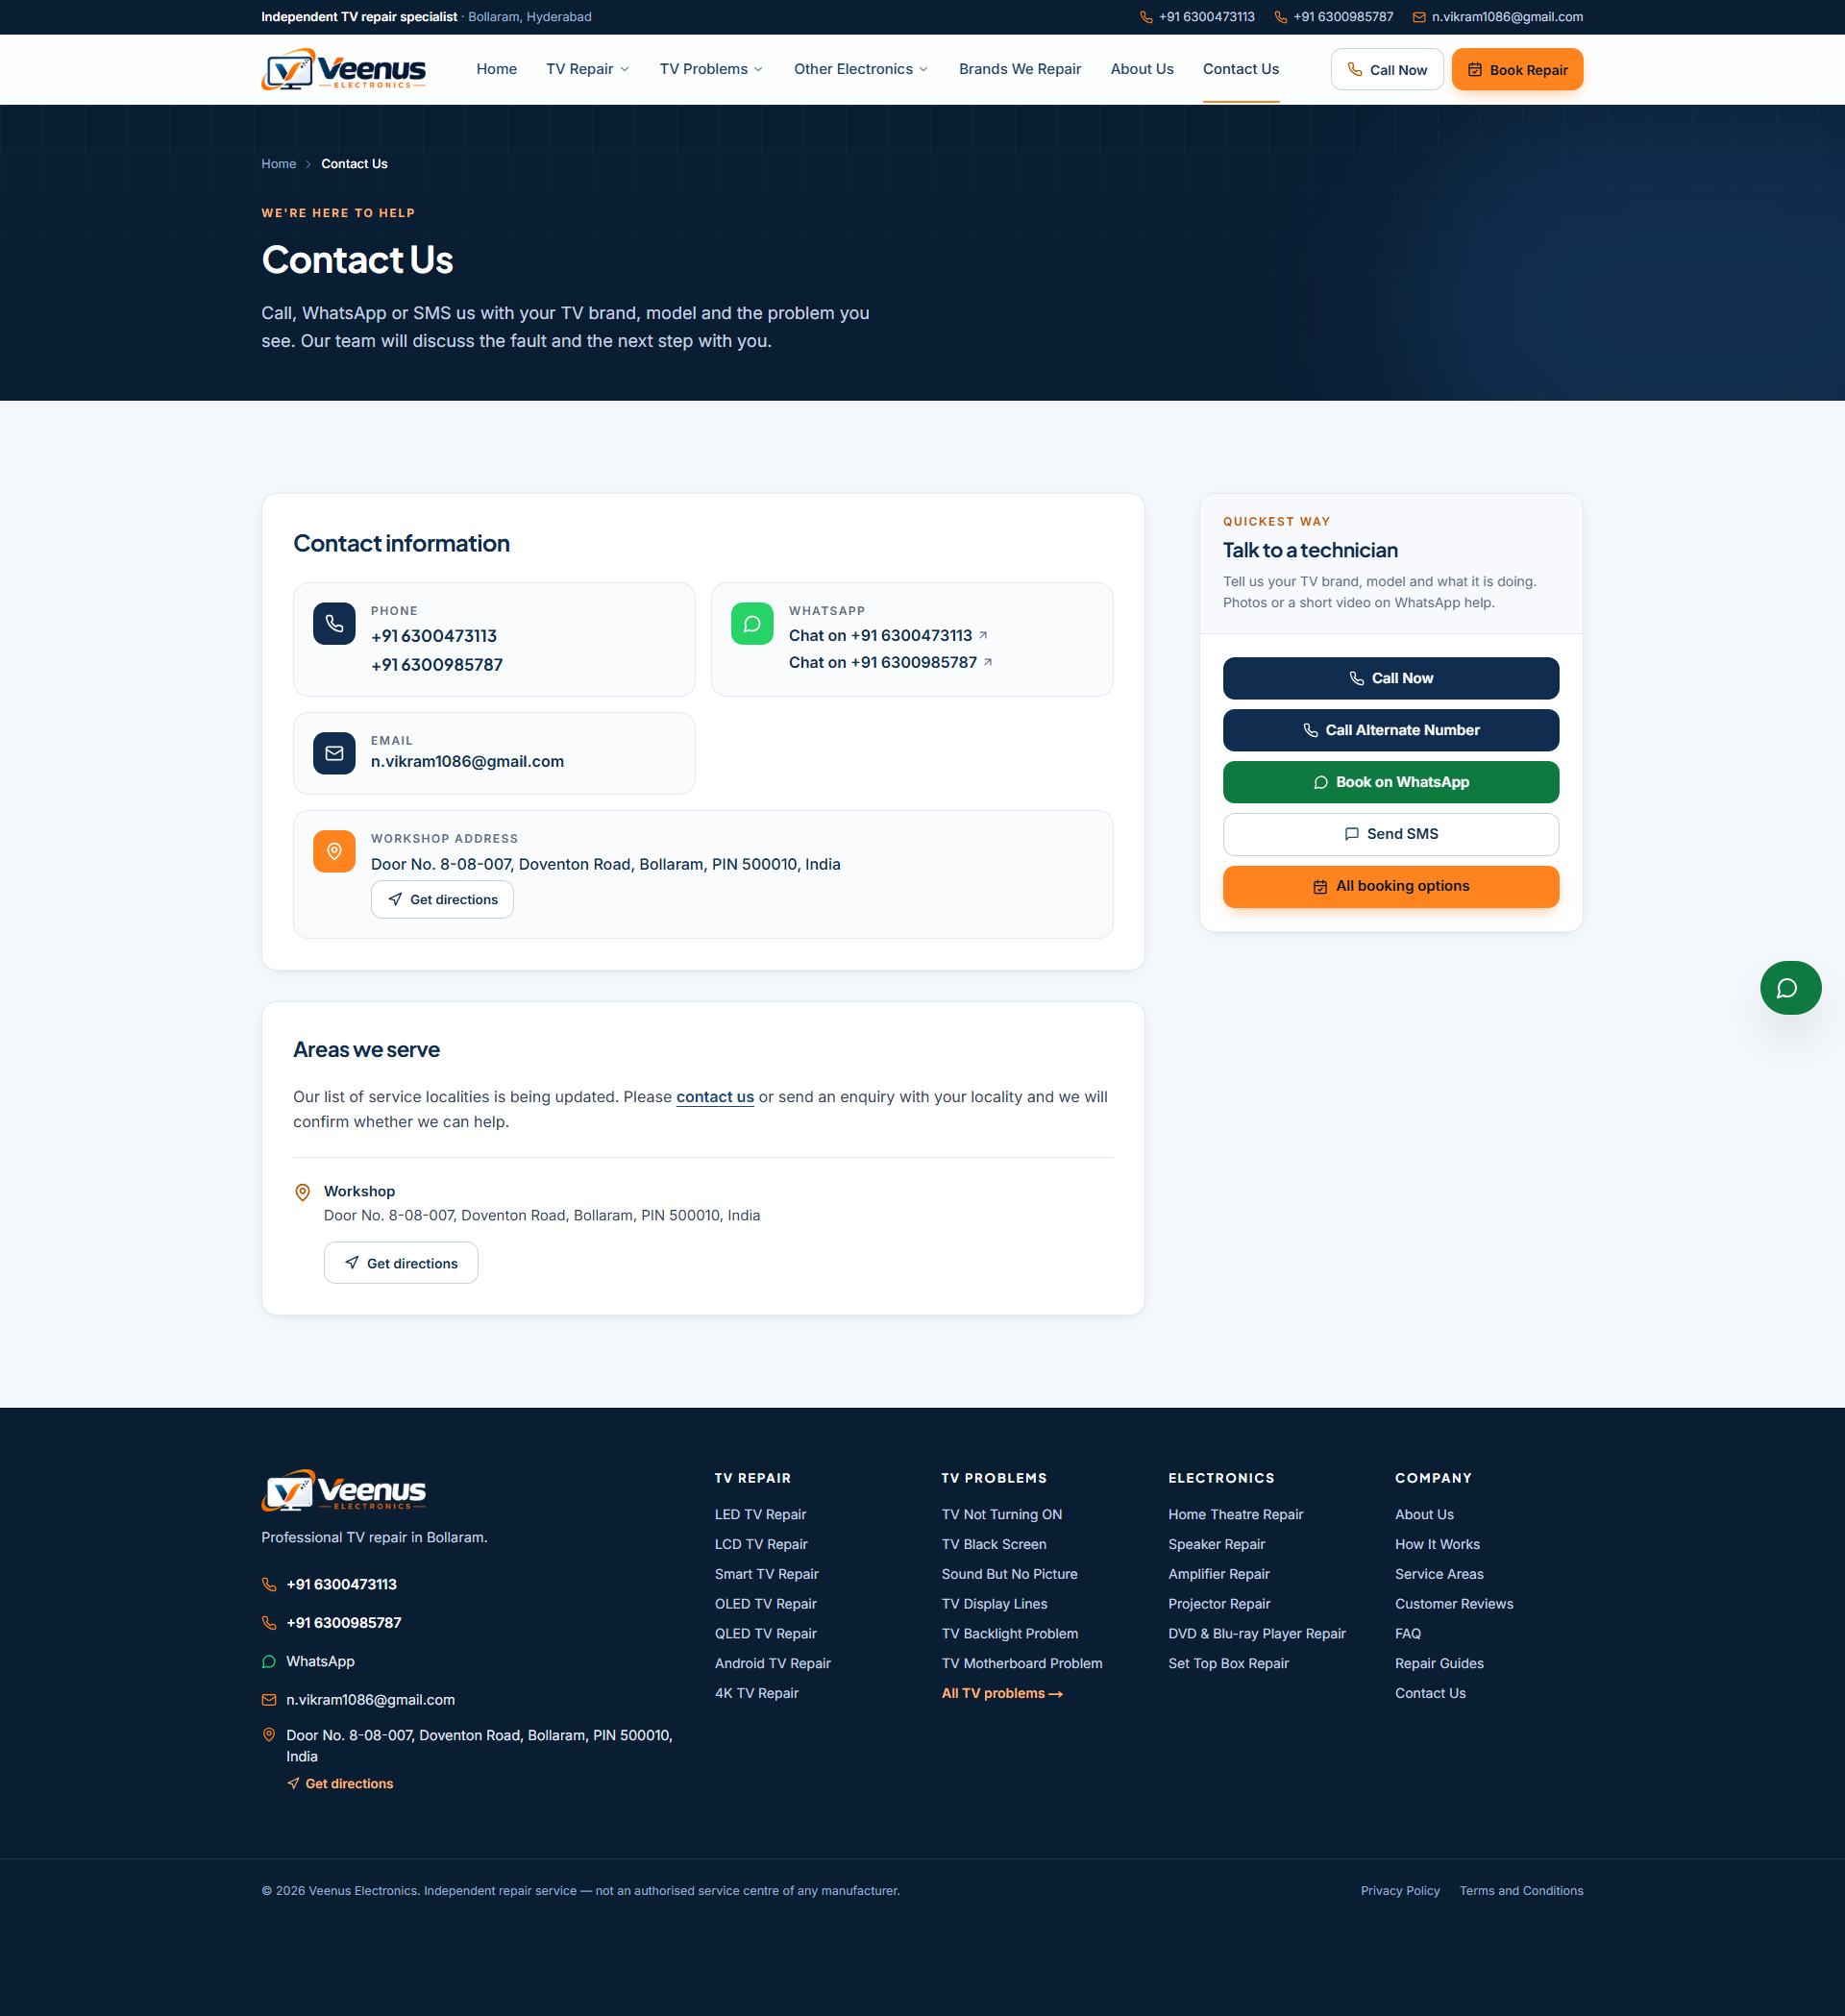 Independent TV repair specialist · Bollaram, Hyderabad
+91 6300473113
+91 6300985787
n.vikram1086@gmail.com
Veenus
ELECTRONICS
Home
TV Repair
TV Problems
Other Electronics
Brands We Repair
About Us
Contact Us
Call Now
Book Repair
Home
Contact Us
WE'RE HERE TO HELP
Contact Us
Call, WhatsApp or SMS us with your TV brand, model and the problem you
see. Our team will discuss the fault and the next step with you.
Contact information
PHONE
+91 6300473113
+91 6300985787
WHATSAPP
Chat on +91 6300473113
Chat on +91 6300985787
EMAIL
n.vikram1086@gmail.com
WORKSHOP ADDRESS
Door No. 8-08-007, Doventon Road, Bollaram, PIN 500010, India
Get directions
QUICKEST WAY
Talk to a technician
Tell us your TV brand, model and what it is doing.
Photos or a short video on WhatsApp help.
Call Now
Call Alternate Number
Book on WhatsApp
Send SMS
All booking options
Areas we serve
Our list of service localities is being updated. Please contact us or send an enquiry with your locality and we will
confirm whether we can help.
Workshop
Door No. 8-08-007, Doventon Road, Bollaram, PIN 500010, India
Get directions
Veenus
ELECTRONICS
Professional TV repair in Bollaram.
+91 6300473113
+91 6300985787
WhatsApp
n.vikram1086@gmail.com
Door No. 8-08-007, Doventon Road, Bollaram, PIN 500010,
India
Get directions
TV REPAIR
LED TV Repair
LCD TV Repair
Smart TV Repair
OLED TV Repair
QLED TV Repair
Android TV Repair
4K TV Repair
TV PROBLEMS
TV Not Turning ON
TV Black Screen
Sound But No Picture
TV Display Lines
TV Backlight Problem
TV Motherboard Problem
All TV problems →
ELECTRONICS
Home Theatre Repair
Speaker Repair
Amplifier Repair
Projector Repair
DVD & Blu-ray Player Repair
Set Top Box Repair
COMPANY
About Us
How It Works
Service Areas
Customer Reviews
FAQ
Repair Guides
Contact Us
© 2026 Veenus Electronics. Independent repair service — not an authorised service centre of any manufacturer.
Privacy Policy
Terms and Conditions